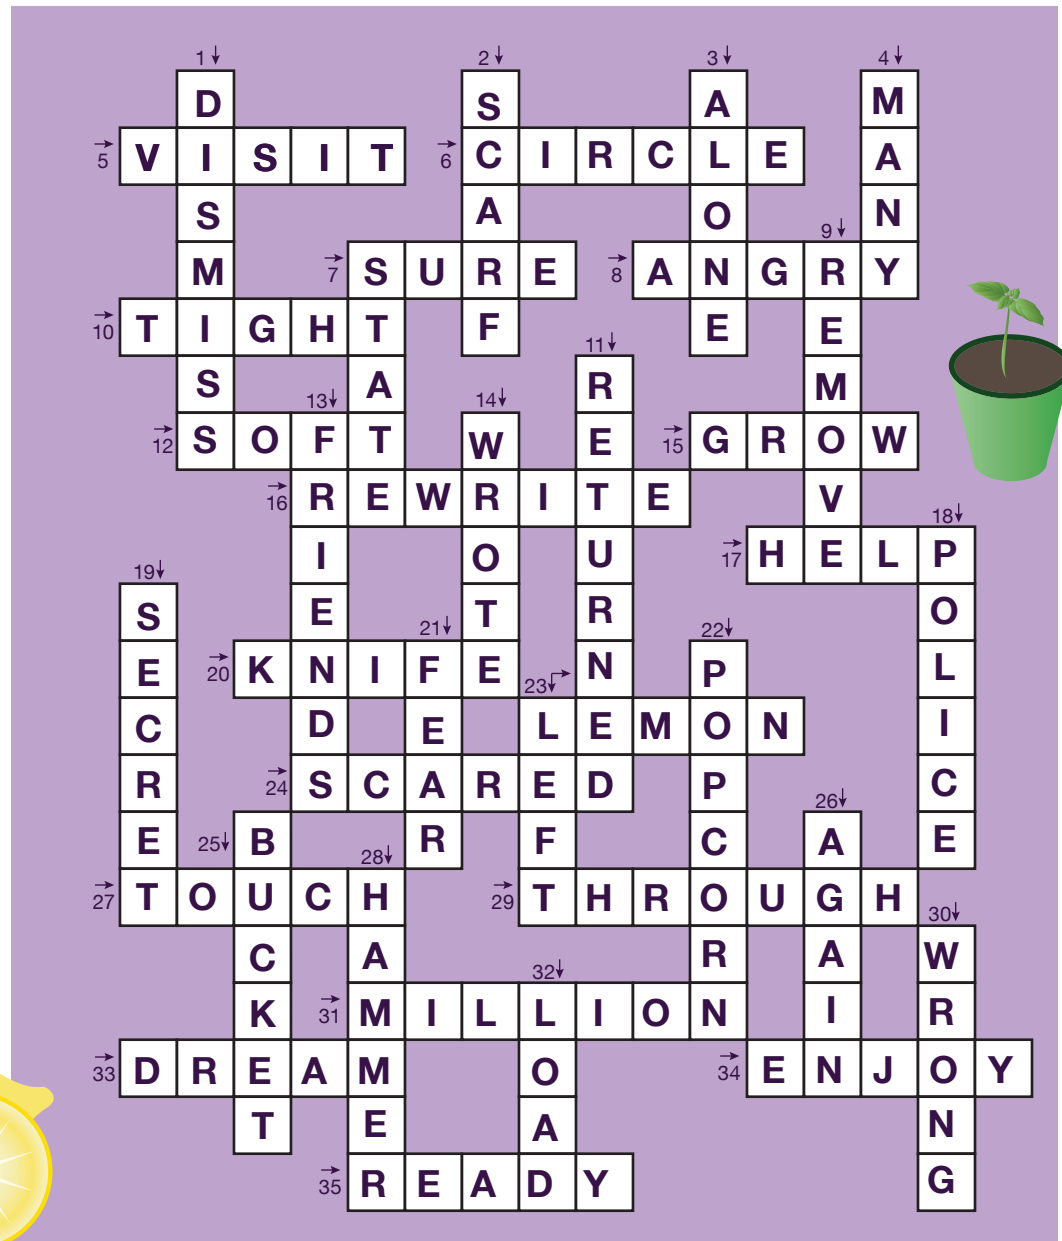 1↓ 2↓ 3↓ 4↓
D S A M
→5 V I S I T →6 C I R C L E A
S A O 9↓ N
M →7 S U R E →8 A N G R Y
→10 T I G H T F 11↓ E E
S 13↓ A 14↓ R M
→12 S O F T W E →15 G R O W
→16 R E W R I T E V 18↓
I O U →17 H E L P
19↓ S E 21↓ T R 22↓ O
E →20 K N I F E 23↓→ N P L
C D E L E M O N I
R →24 S C A R E D P 26↓ C
E 25↓ B 28↓ R F C A E
→27 T O U C H →29 T H R O U G H 30↓
C A 32↓ R A W
K →31 M I L L I O N I R
→33 D R E A M O →34 E N J O Y
T E A N
→35 R E A D Y G